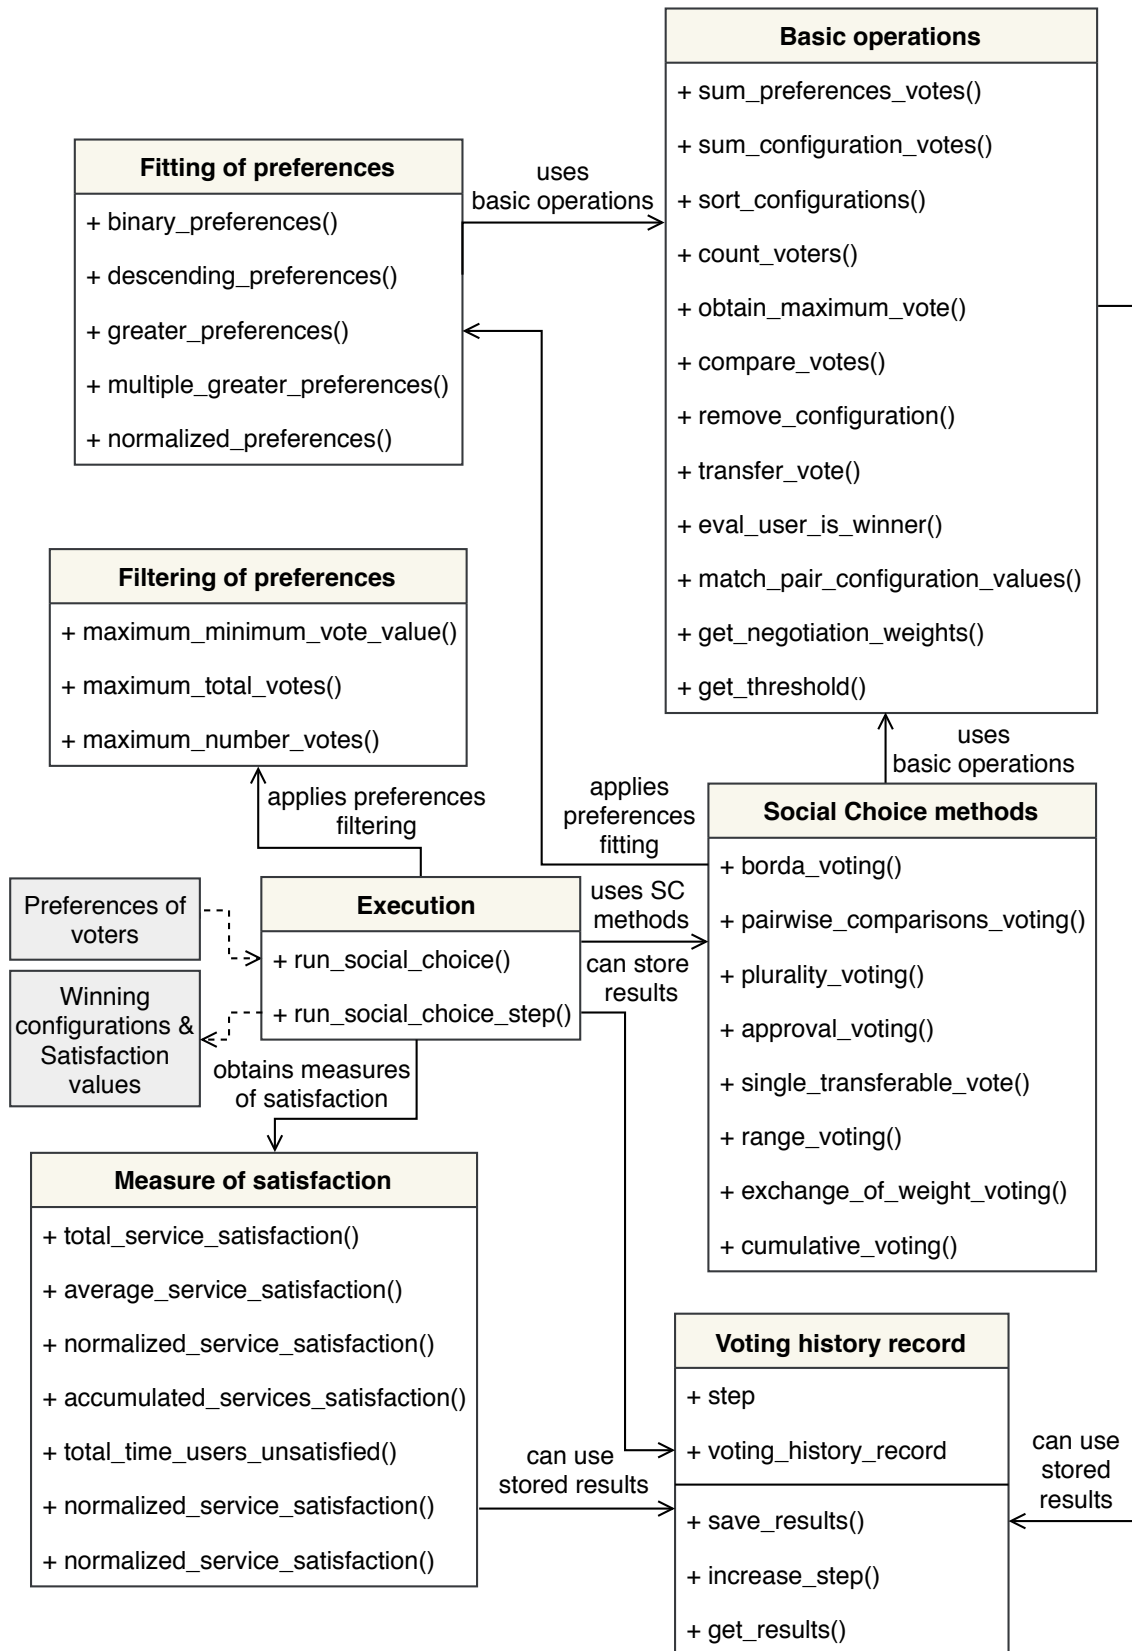 Basic operations
+ sum_preferences_votes()
+ sum_configuration_votes()
+ sort_configurations()
+ count_voters()
+ obtain_maximum_vote()
+ compare_votes()
+ remove_configuration()
+ transfer_vote()
+ eval_user_is_winner()
+ match_pair_configuration_values()
+ get_negotiation_weights()
+ get_threshold()
Fitting of preferences
+ binary_preferences()
+ descending_preferences()
+ greater_preferences()
+ multiple_greater_preferences()
+ normalized_preferences()
uses
basic operations
Filtering of preferences
+ maximum_minimum_vote_value()
+ maximum_total_votes()
+ maximum_number_votes()
applies preferences
filtering
applies
preferences
fitting
uses
basic operations
Social Choice methods
+ borda_voting()
+ pairwise_comparisons_voting()
+ plurality_voting()
+ approval_voting()
+ single_transferable_vote()
+ range_voting()
+ exchange_of_weight_voting()
+ cumulative_voting()
Preferences of
voters
Winning
configurations &
Satisfaction
values
Execution
+ run_social_choice()
+ run_social_choice_step()
uses SC
methods
can store
results
obtains measures
of satisfaction
Measure of satisfaction
+ total_service_satisfaction()
+ average_service_satisfaction()
+ normalized_service_satisfaction()
+ accumulated_services_satisfaction()
+ total_time_users_unsatisfied()
+ normalized_service_satisfaction()
+ normalized_service_satisfaction()
can use
stored results
Voting history record
+ step
+ voting_history_record
+ save_results()
+ increase_step()
+ get_results()
can use
stored
results